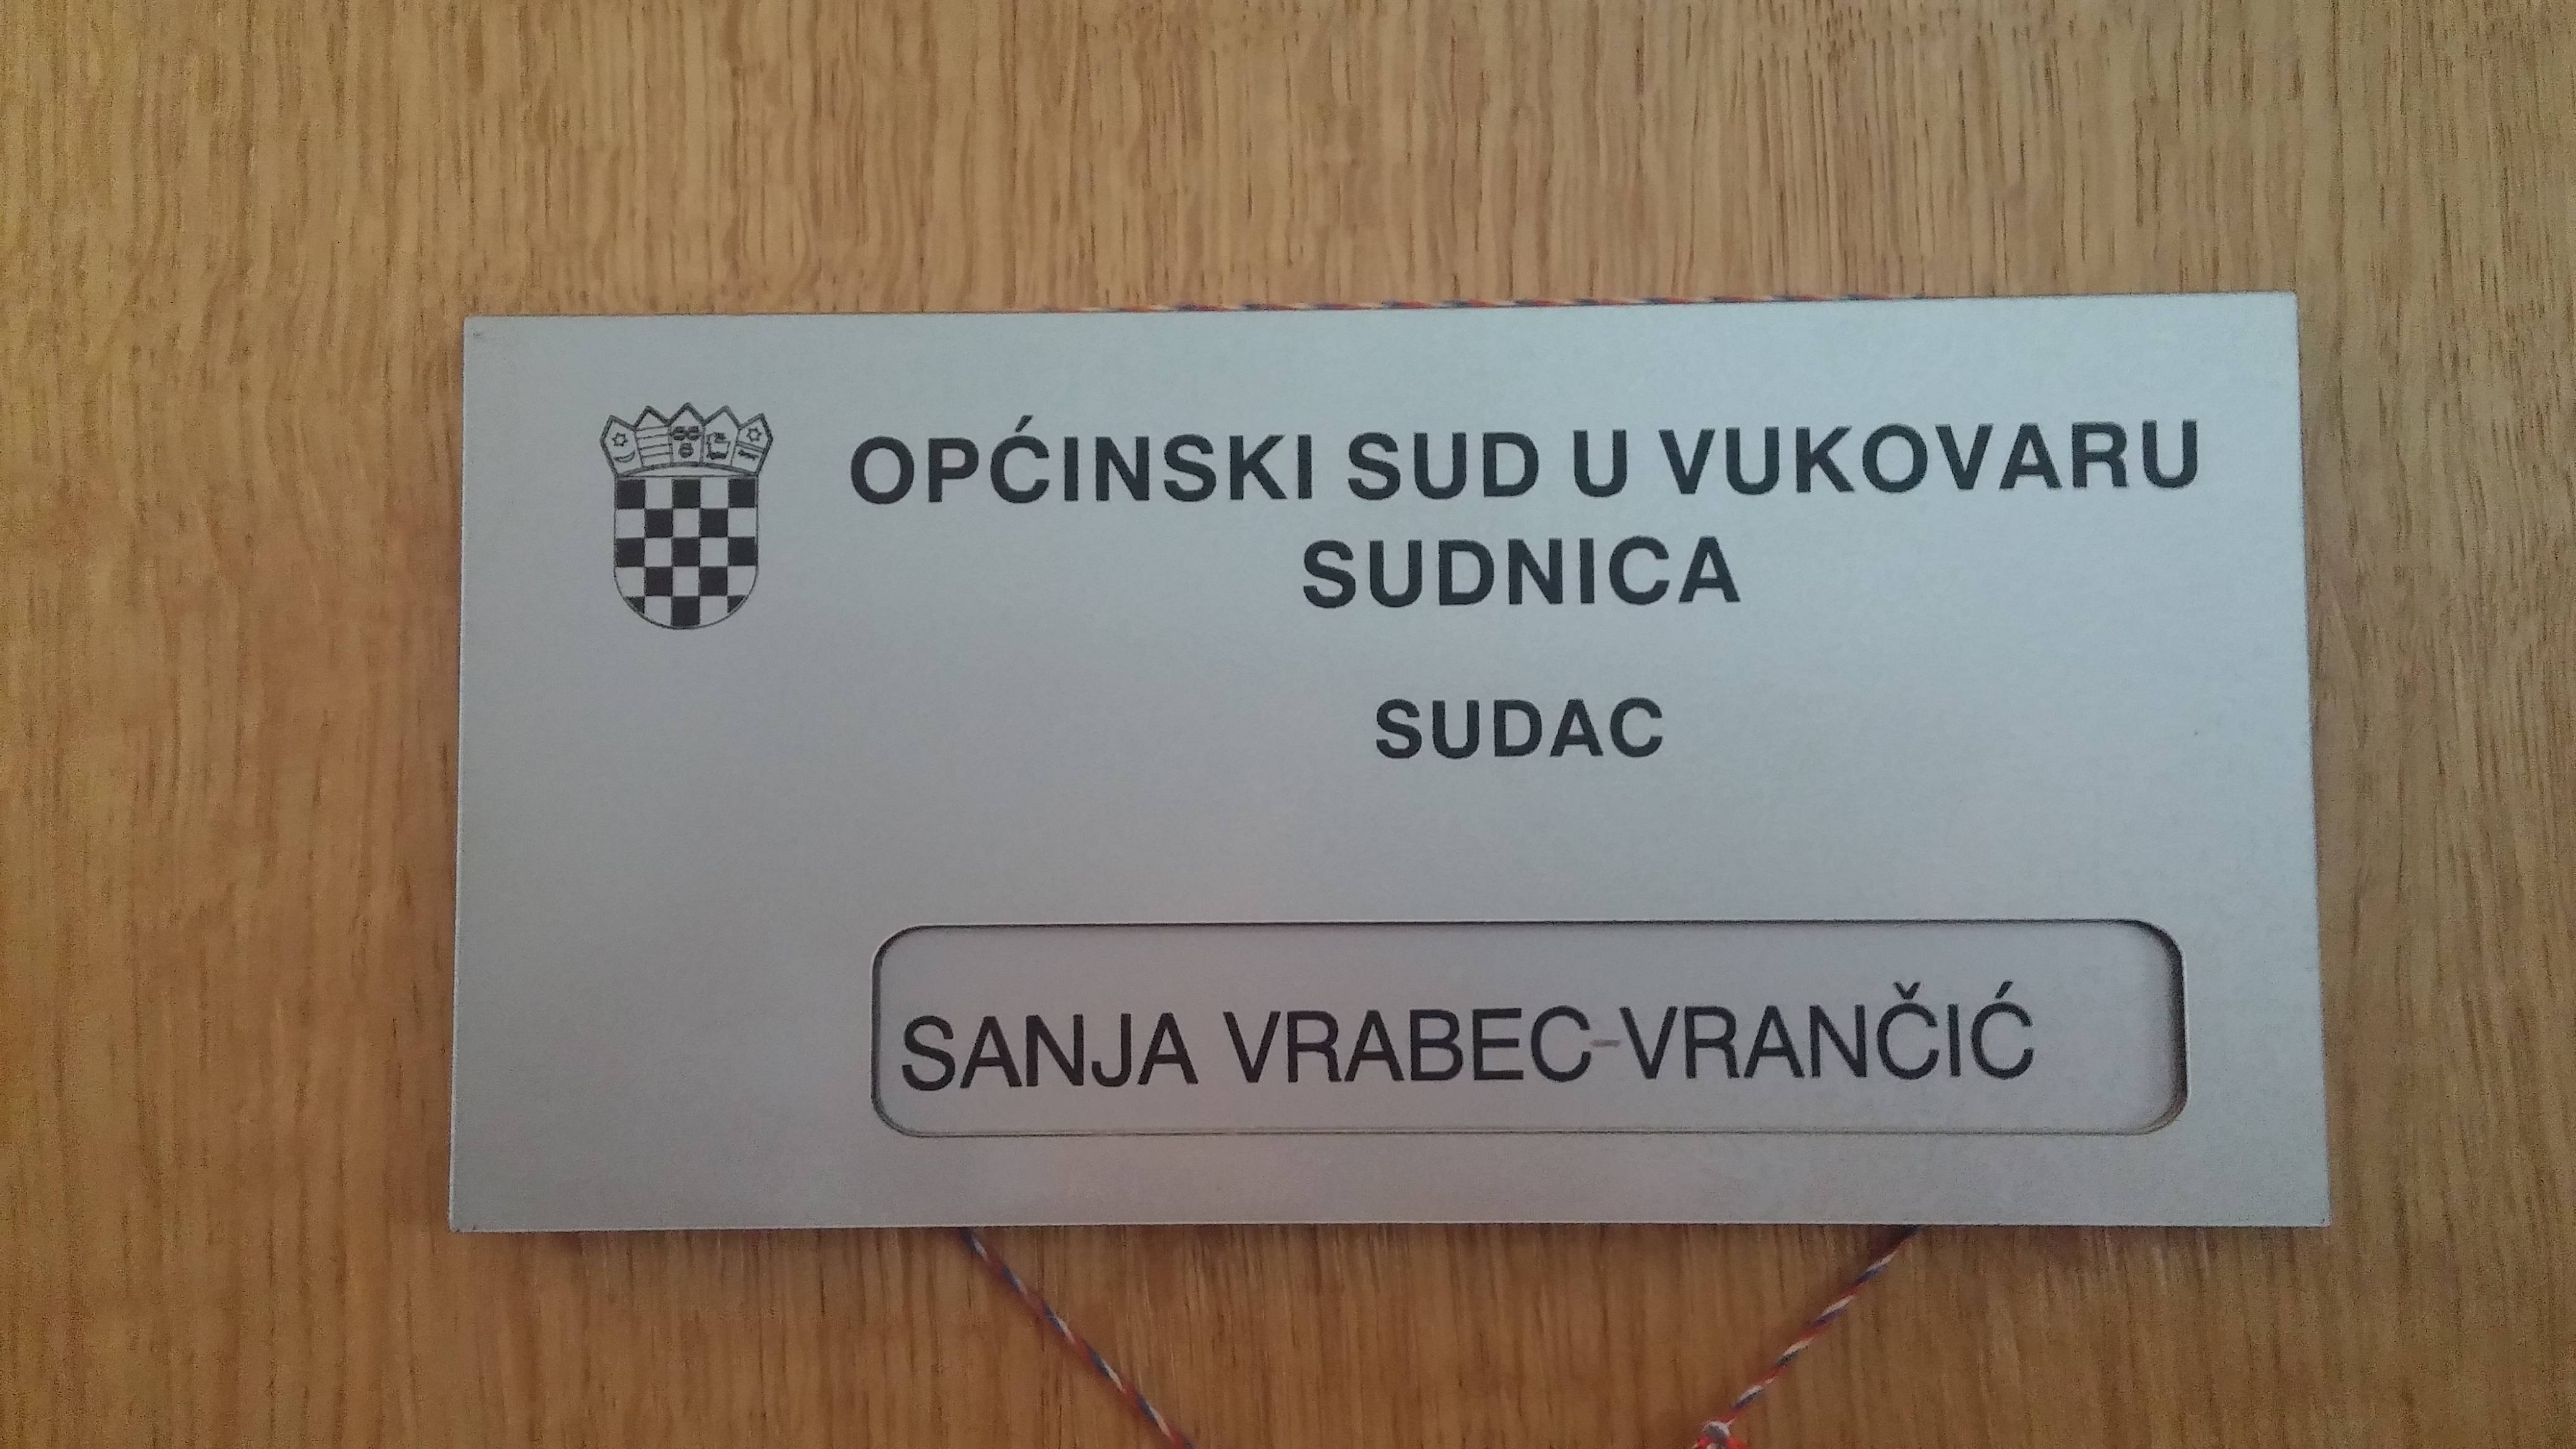 OPĆINSKI SUD U VUKOVARU
SUDNICA
SUDAC
SANJA VRABEC-VRANČIĆ